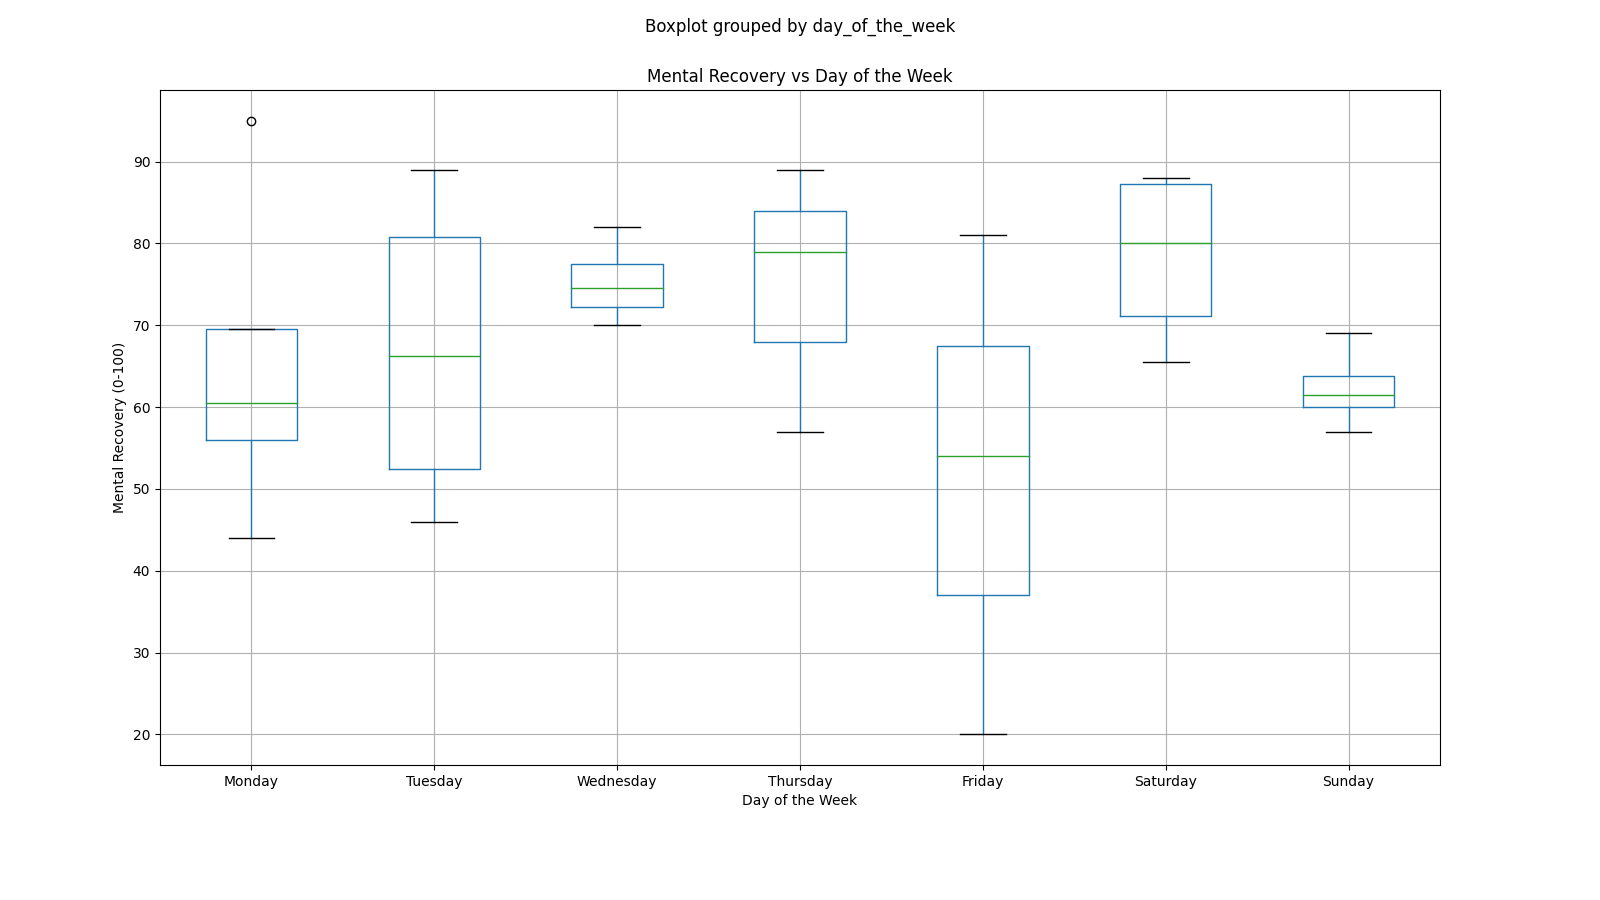 Boxplot grouped by day_of_the_week
Mental Recovery vs Day of the Week
Mental Recovery (0-100)
90
80
70
60
50
40
30
20
Monday Tuesday Wednesday Thursday Friday Saturday Sunday
Day of the Week